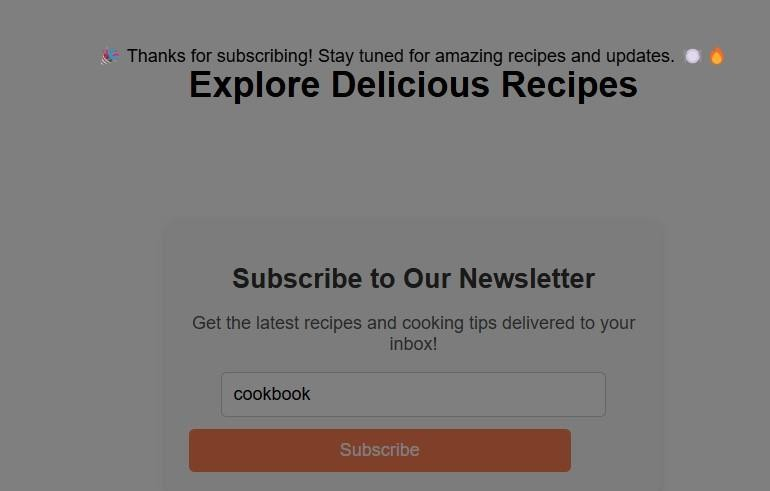 🎉 Thanks for subscribing! Stay tuned for amazing recipes and updates. 🍽️🔥
Explore Delicious Recipes
Subscribe to Our Newsletter
Get the latest recipes and cooking tips delivered to your
inbox!
cookbook
Subscribe